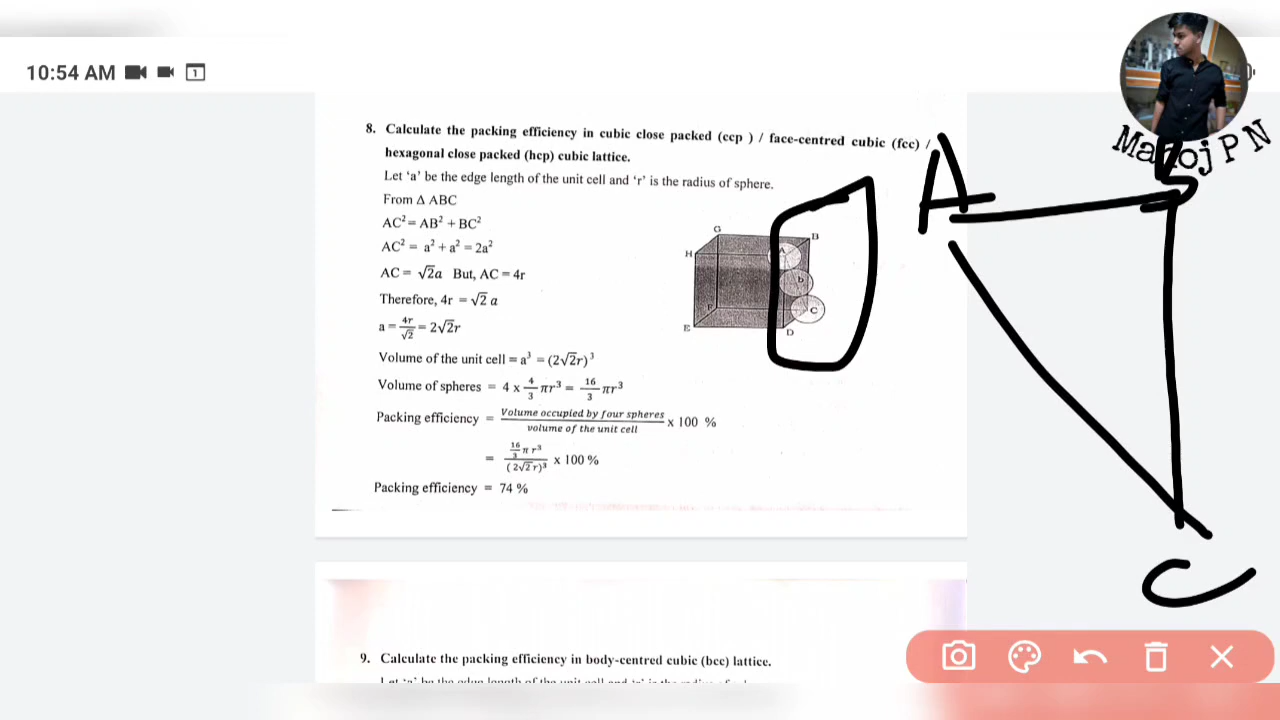 10:54 AM 1
Manoj P N
8. Calculate the packing efficiency in cubic close packed (ccp ) / face-centred cubic (fcc) /
hexagonal close packed (hcp) cubic lattice.
Let ‘a’ be the edge length of the unit cell and ‘r’ is the radius of sphere.
From Δ ABC
AC² = AB² + BC²
AC² = a² + a² = 2a²
AC = √2a But, AC = 4r
Therefore, 4r = √2 a
a = 4r/√2 = 2√2r
Volume of the unit cell = a³ = (2√2r)³
Volume of spheres = 4 x 4/3 πr³ = 16/3 πr³
Packing efficiency = Volume occupied by four spheres / volume of the unit cell x 100 %
= 16/3 π r³ / (2√2 r)³ x 100 %
Packing efficiency = 74 %
G
B
H
A
b
F
C
E
D
A
C
9. Calculate the packing efficiency in body-centred cubic (bcc) lattice.